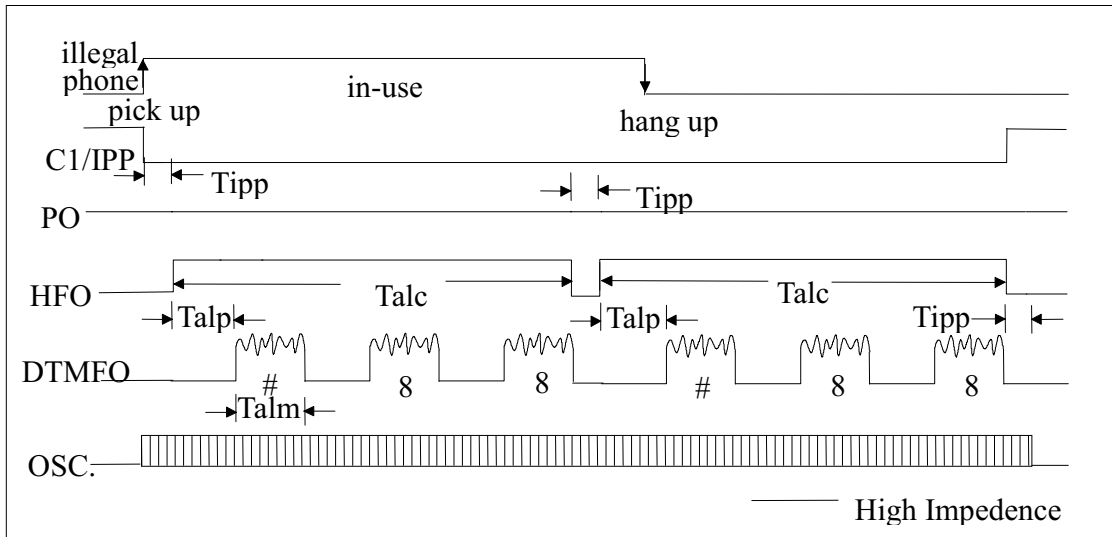 illegal
phone
in-use
pick up
hang up
C1/IPP
Tipp
Tipp
PO
HFO
Talc
Talc
Talp
Talp
Tipp
DTMFO
# 8 8 # 8 8
Talm
OSC.
High Impedence